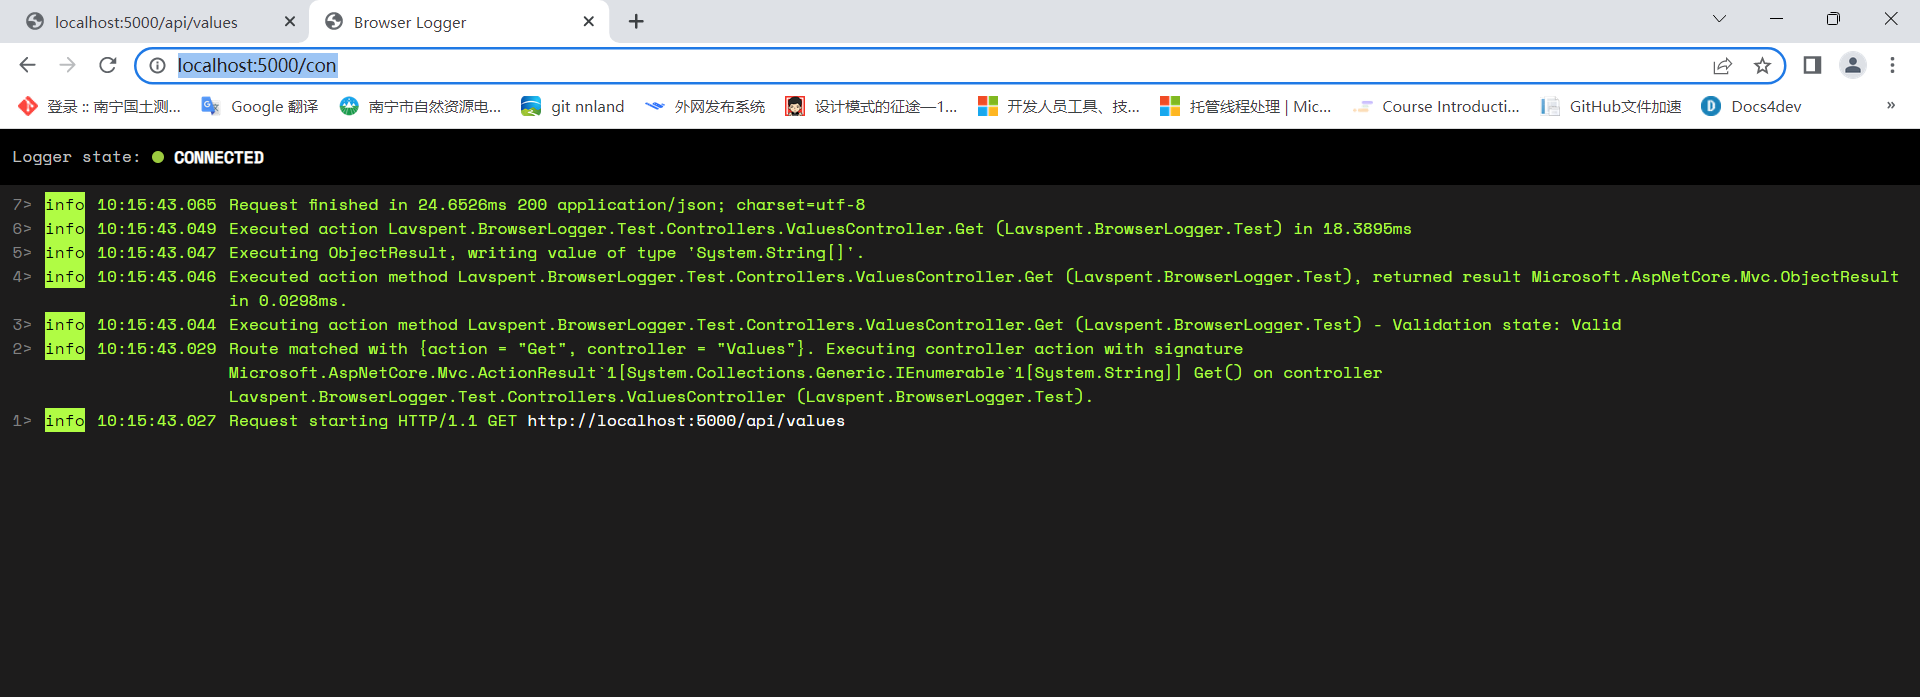 localhost:5000/api/values
Browser Logger
localhost:5000/con
登录 :: 南宁国土测...
Google 翻译
南宁市自然资源电...
git nnland
外网发布系统
设计模式的征途—1...
开发人员工具、技...
托管线程处理 | Mic...
Course Introducti...
GitHub文件加速
Docs4dev
»
Logger state: CONNECTED
7> info 10:15:43.065 Request finished in 24.6526ms 200 application/json; charset=utf-8
6> info 10:15:43.049 Executed action Lavspent.BrowserLogger.Test.Controllers.ValuesController.Get (Lavspent.BrowserLogger.Test) in 18.3895ms
5> info 10:15:43.047 Executing ObjectResult, writing value of type 'System.String[]'.
4> info 10:15:43.046 Executed action method Lavspent.BrowserLogger.Test.Controllers.ValuesController.Get (Lavspent.BrowserLogger.Test), returned result Microsoft.AspNetCore.Mvc.ObjectResult
in 0.0298ms.
3> info 10:15:43.044 Executing action method Lavspent.BrowserLogger.Test.Controllers.ValuesController.Get (Lavspent.BrowserLogger.Test) - Validation state: Valid
2> info 10:15:43.029 Route matched with {action = "Get", controller = "Values"}. Executing controller action with signature
Microsoft.AspNetCore.Mvc.ActionResult`1[System.Collections.Generic.IEnumerable`1[System.String]] Get() on controller
Lavspent.BrowserLogger.Test.Controllers.ValuesController (Lavspent.BrowserLogger.Test).
1> info 10:15:43.027 Request starting HTTP/1.1 GET http://localhost:5000/api/values